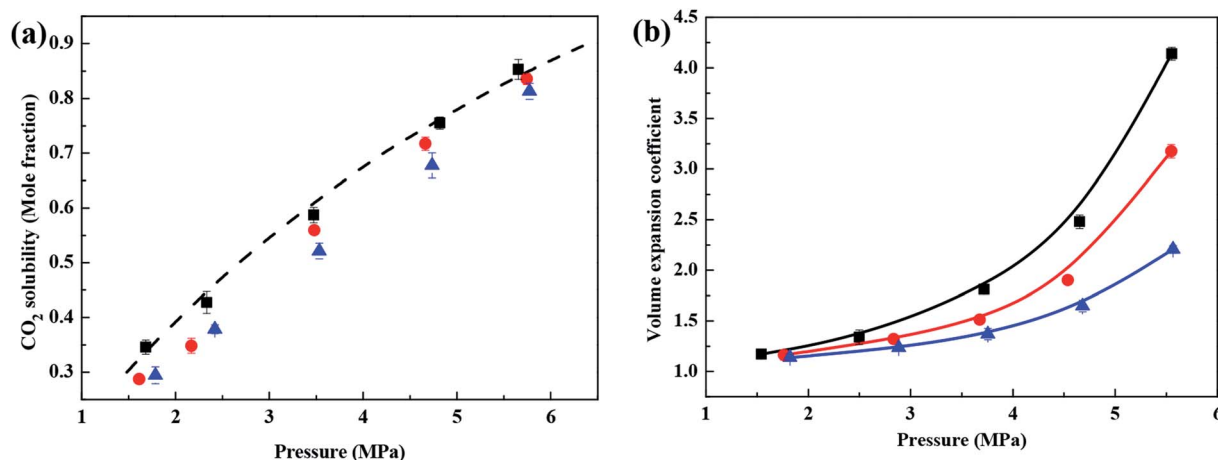 (a)
CO2 solubility (Mole fraction)
0.9
0.8
0.7
0.6
0.5
0.4
0.3
1 2 3 4 5 6
Pressure (MPa)
(b)
Volume expansion coefficient
4.5
4.0
3.5
3.0
2.5
2.0
1.5
1.0
1 2 3 4 5 6
Pressure (MPa)